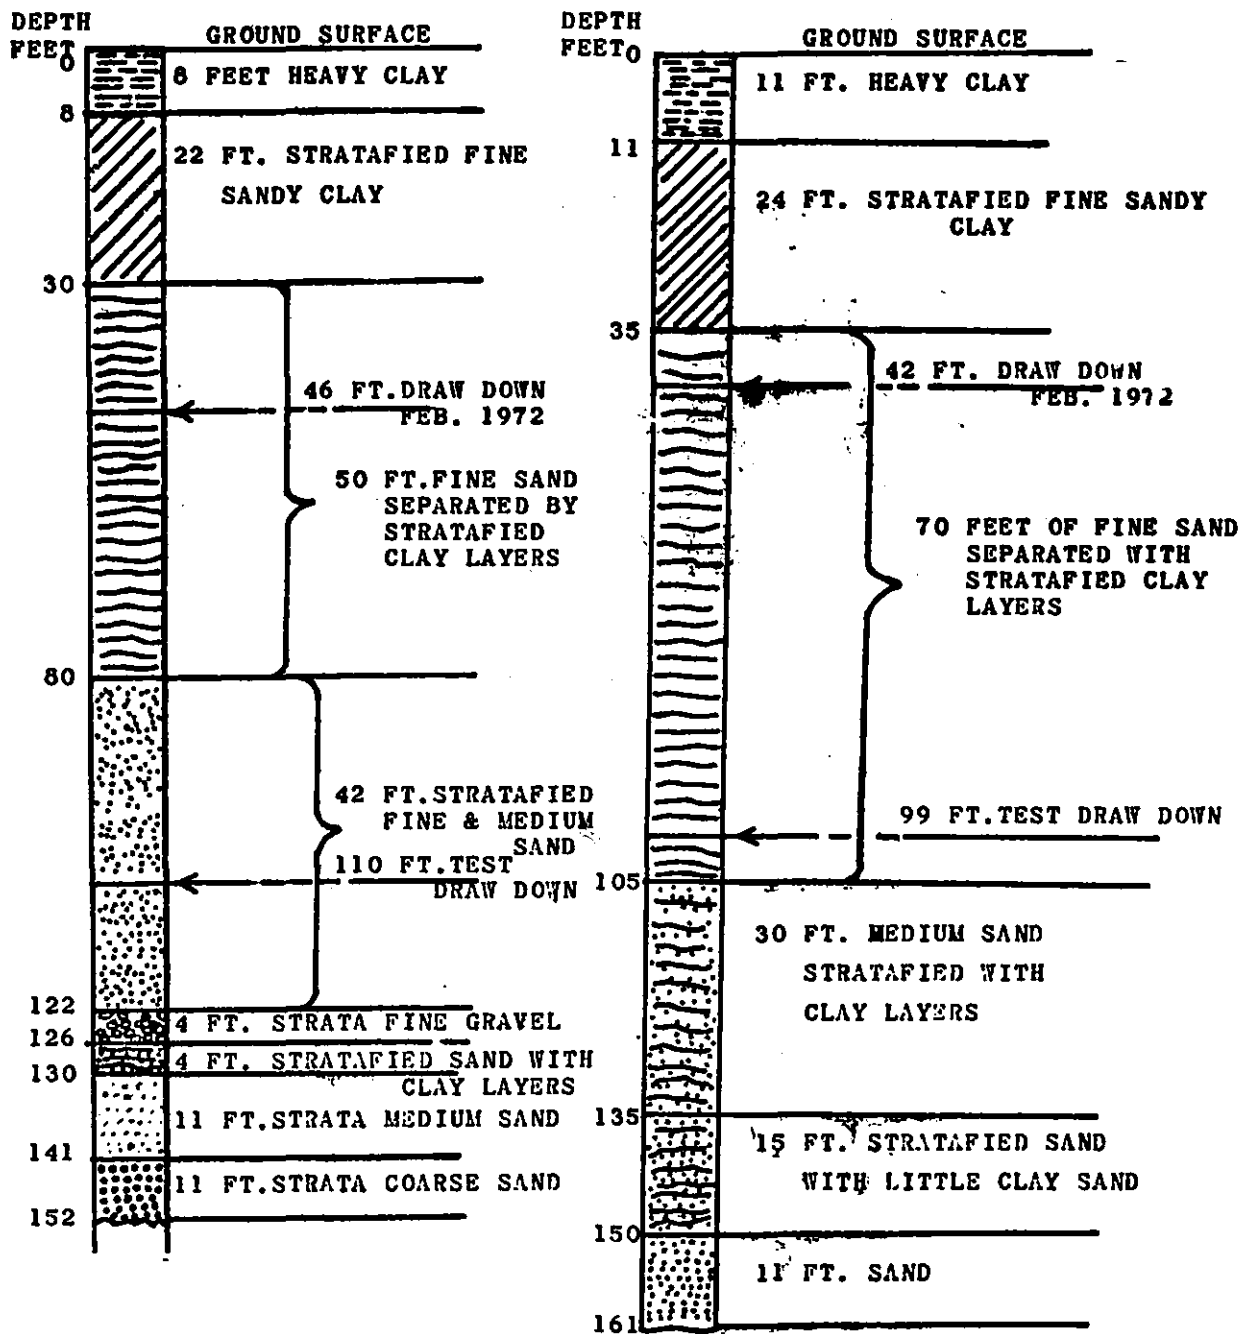 DEPTH
FEET
GROUND SURFACE
0
8 FEET HEAVY CLAY
8
22 FT. STRATAFIED FINE
SANDY CLAY
30
46 FT.DRAW DOWN
FEB. 1972
50 FT.FINE SAND
SEPARATED BY
STRATAFIED
CLAY LAYERS
80
42 FT.STRATAFIED
FINE & MEDIUM
SAND
110 FT.TEST
DRAW DOWN
122
4 FT. STRATA FINE GRAVEL
126
4 FT. STRATAFIED SAND WITH
CLAY LAYERS
130
11 FT.STRATA MEDIUM SAND
141
11 FT.STRATA COARSE SAND
152
DEPTH
FEET
GROUND SURFACE
0
11 FT. HEAVY CLAY
11
24 FT. STRATAFIED FINE SANDY
CLAY
35
42 FT. DRAW DOWN
FEB. 1972
70 FEET OF FINE SAND
SEPARATED WITH
STRATAFIED CLAY
LAYERS
99 FT.TEST DRAW DOWN
105
30 FT. MEDIUM SAND
STRATAFIED WITH
CLAY LAYERS
135
15 FT. STRATAFIED SAND
WITH LITTLE CLAY SAND
150
11 FT. SAND
161